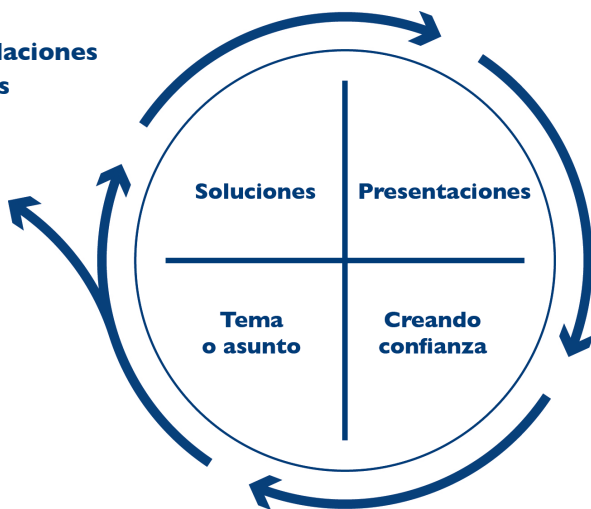 laciones
s
Soluciones
Presentaciones
Tema
o asunto
Creando
confianza